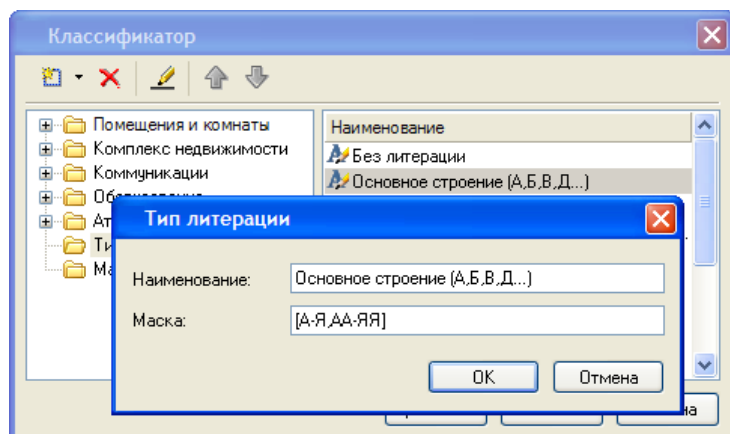 Классификатор
Помещения и комнаты
Комплекс недвижимости
Коммуникации
Наименование
Без литерации
Основное строение (А,Б,В,Д...)
Тип литерации
Наименование:
Основное строение (А,Б,В,Д...)
Маска:
[А-Я,АА-ЯЯ]
OK
Отмена